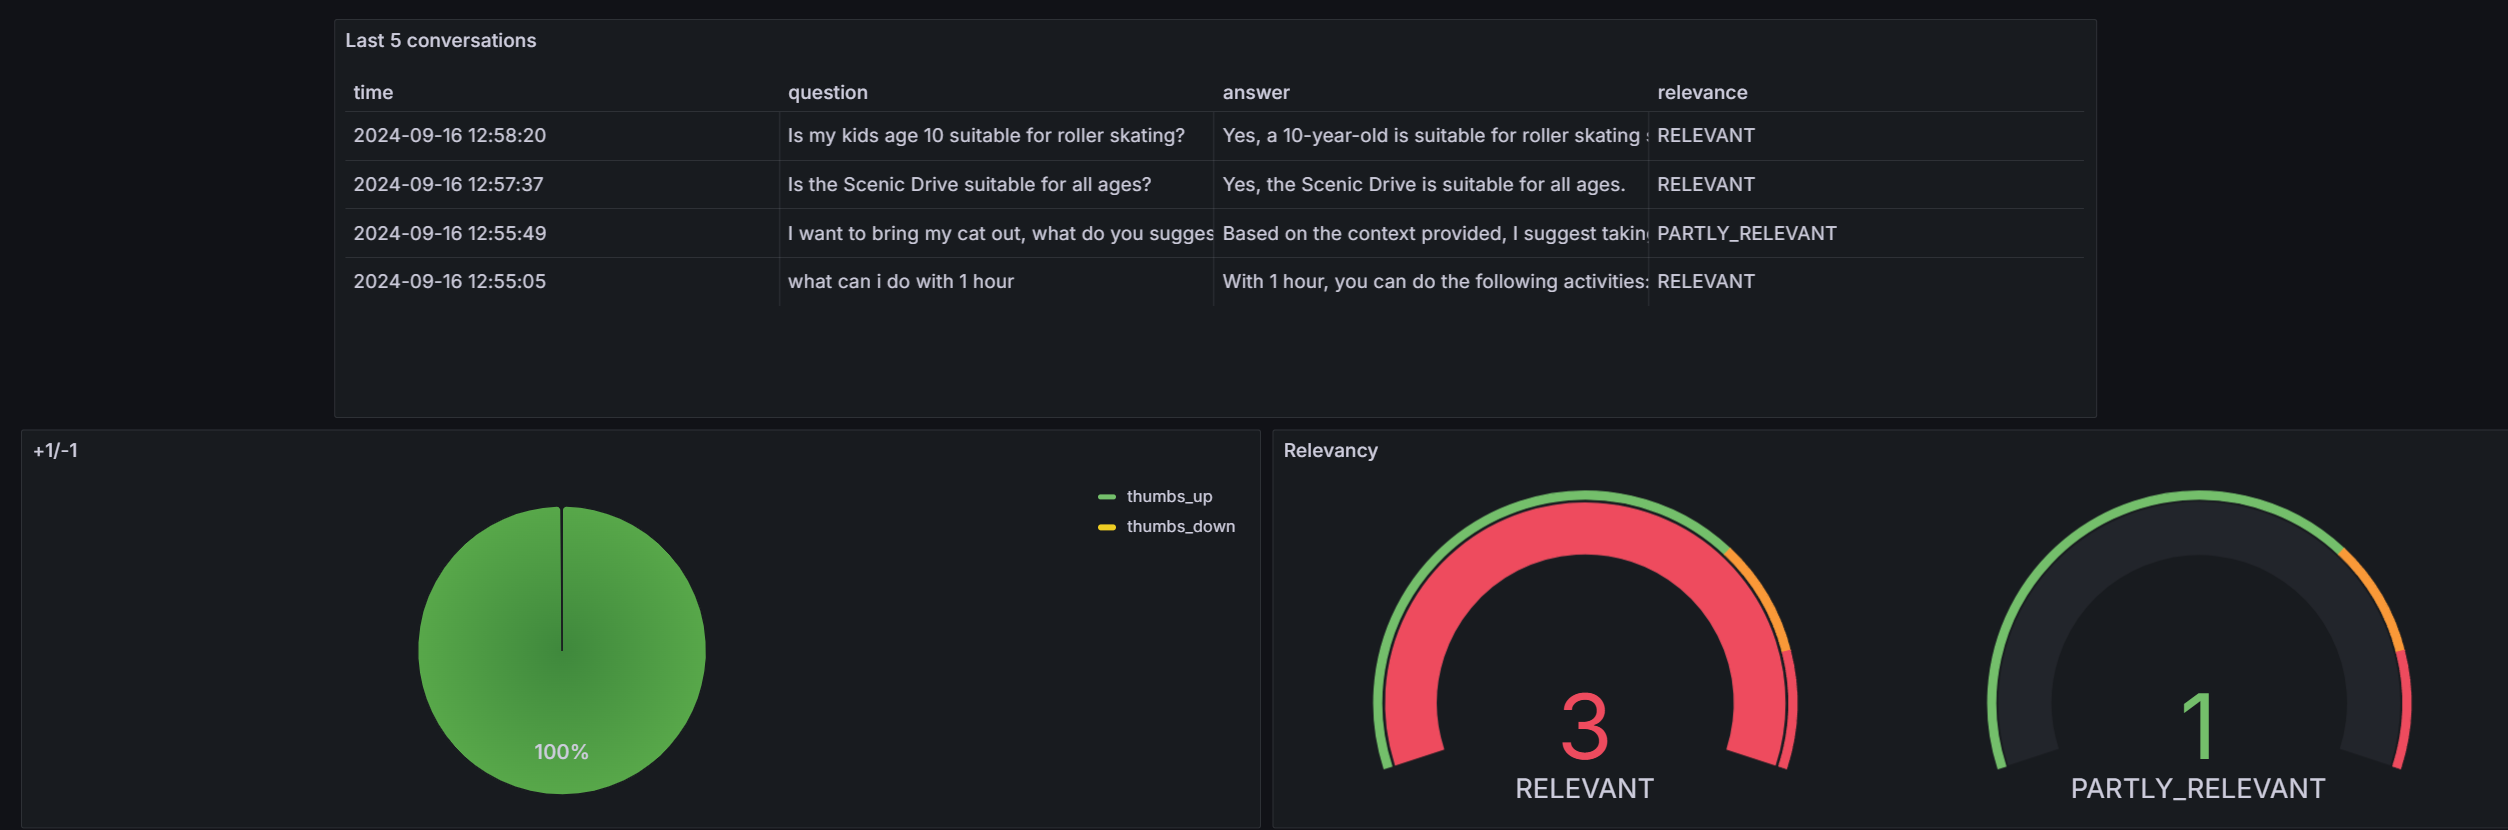 Last 5 conversations
time question answer relevance
2024-09-16 12:58:20 Is my kids age 10 suitable for roller skating? Yes, a 10-year-old is suitable for roller skating RELEVANT
2024-09-16 12:57:37 Is the Scenic Drive suitable for all ages? Yes, the Scenic Drive is suitable for all ages. RELEVANT
2024-09-16 12:55:49 I want to bring my cat out, what do you sugges Based on the context provided, I suggest takin PARTLY_RELEVANT
2024-09-16 12:55:05 what can i do with 1 hour With 1 hour, you can do the following activities: RELEVANT
+1/-1
thumbs_up
thumbs_down
100%
Relevancy
3
RELEVANT
1
PARTLY_RELEVANT